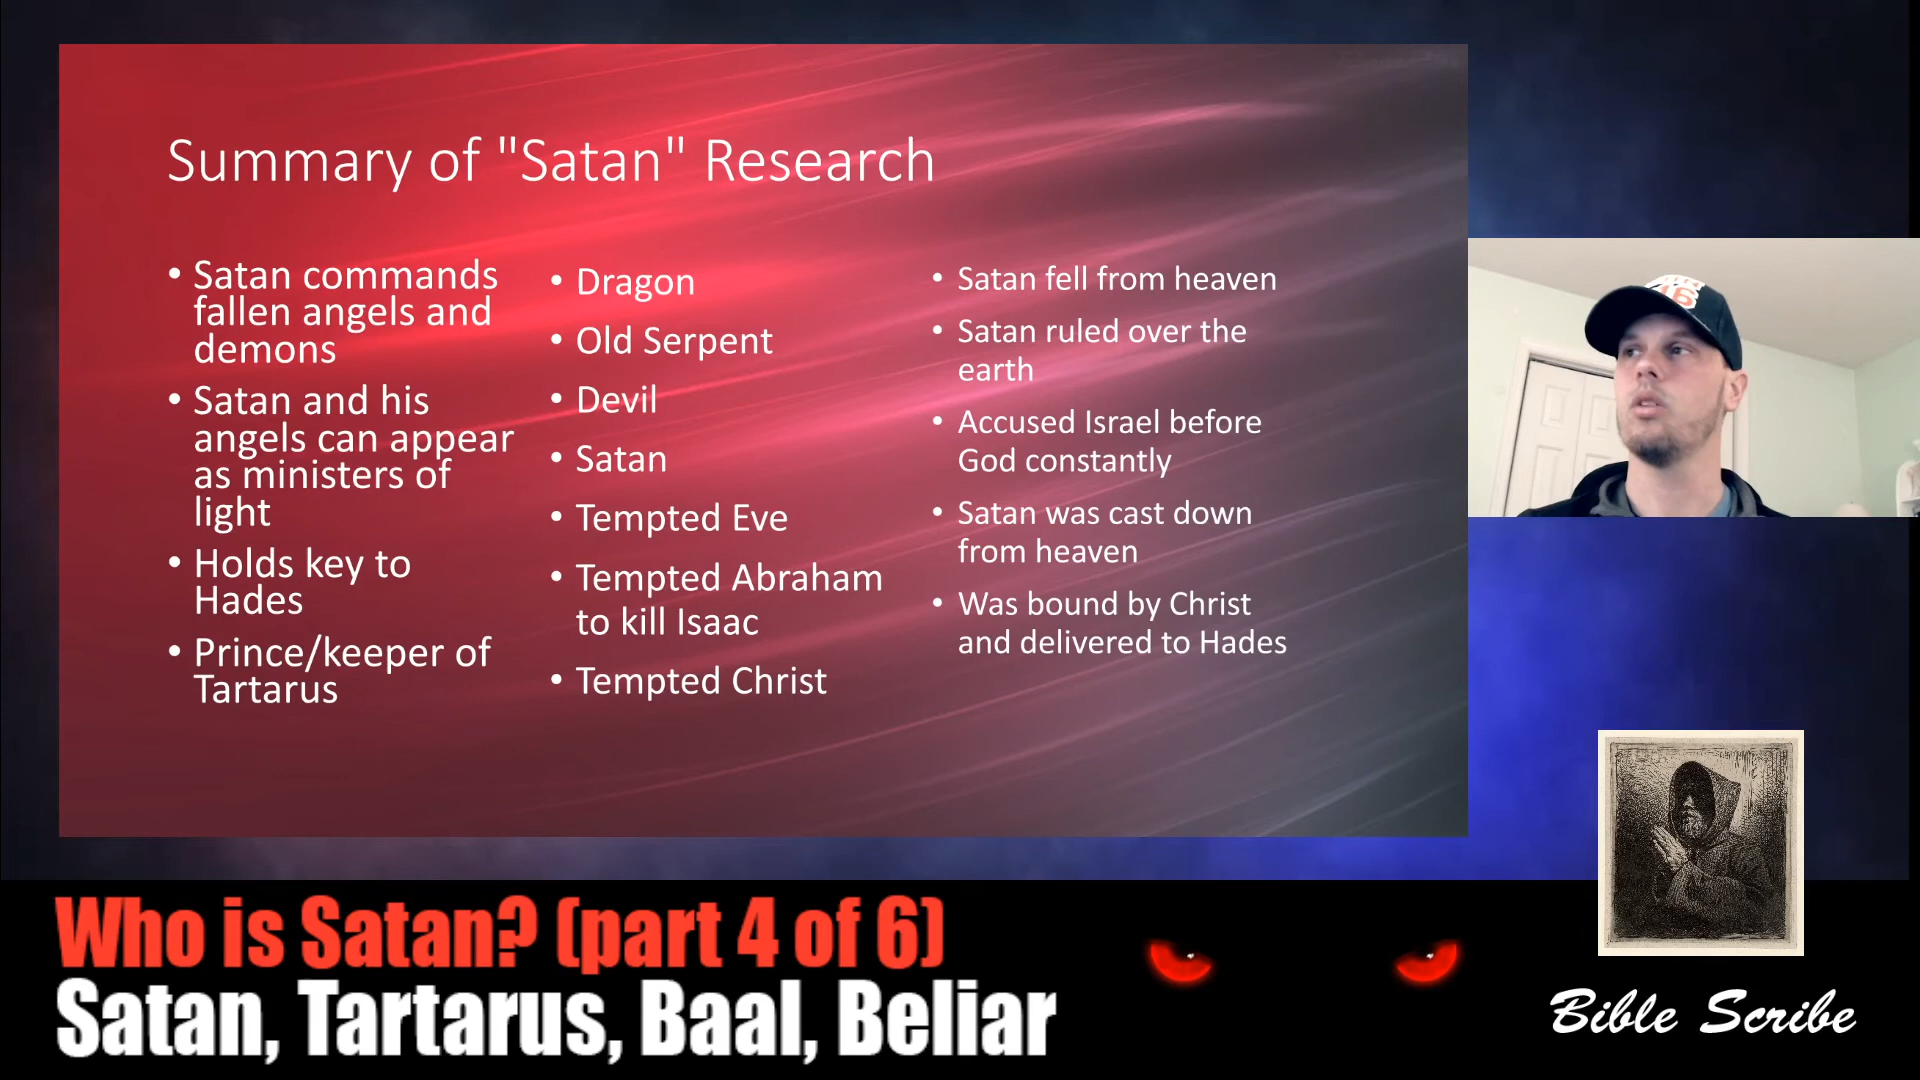 Summary of "Satan" Research
• Satan commands
fallen angels and
demons
• Satan and his
angels can appear
as ministers of
light
• Holds key to
Hades
• Prince/keeper of
Tartarus
• Dragon
• Old Serpent
• Devil
• Satan
• Tempted Eve
• Tempted Abraham
to kill Isaac
• Tempted Christ
• Satan fell from heaven
• Satan ruled over the
earth
• Accused Israel before
God constantly
• Satan was cast down
from heaven
• Was bound by Christ
and delivered to Hades
Who is Satan? (part 4 of 6)
Satan, Tartarus, Baal, Beliar
Bible Scribe